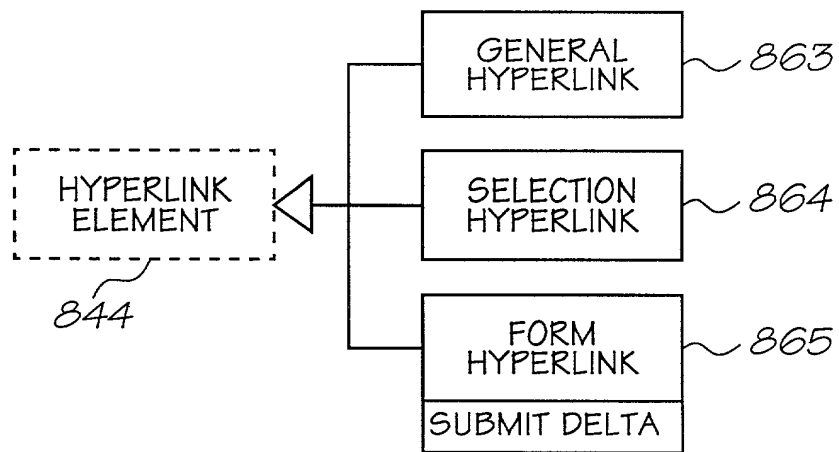 GENERAL
HYPERLINK
863
HYPERLINK
ELEMENT
844
SELECTION
HYPERLINK
864
FORM
HYPERLINK
865
SUBMIT DELTA